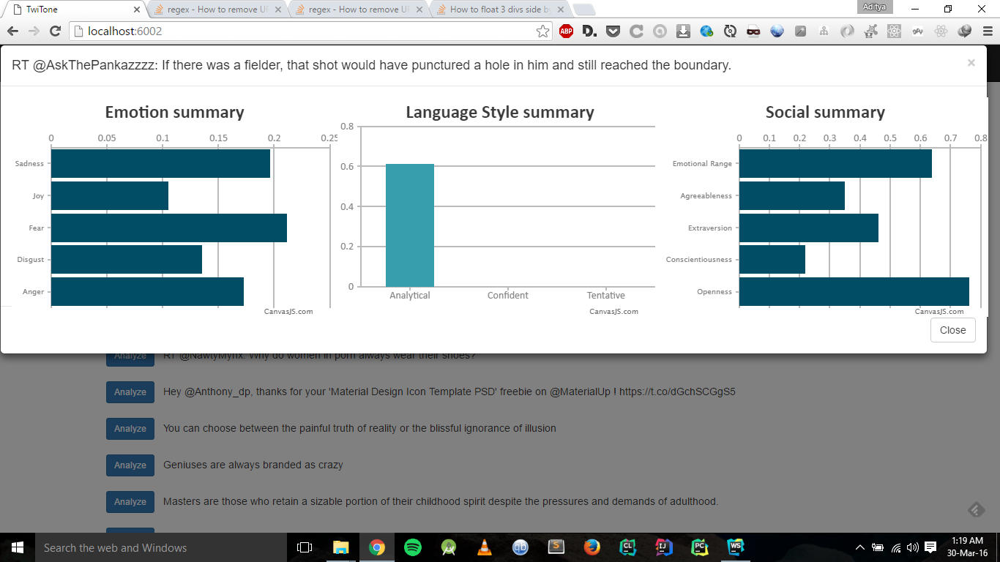 TwiTone
regex - How to remove UR
regex - How to remove UR
How to float 3 divs side by
Aditya
localhost:6002
ABP
RT @AskThePankazzzz: If there was a fielder, that shot would have punctured a hole in him and still reached the boundary.
×
Emotion summary
0 0.05 0.1 0.15 0.2 0.25
Sadness
Joy
Fear
Disgust
Anger
CanvasJS.com
Language Style summary
0.8
0.6
0.4
0.2
0
Analytical Confident Tentative
CanvasJS.com
Social summary
0 0.1 0.2 0.3 0.4 0.5 0.6 0.7 0.8
Emotional Range
Agreeableness
Extraversion
Conscientiousness
Openness
CanvasJS.com
Close
Analyze RT @NawtyMynx: Why do women in porn always wear their shoes?
Analyze Hey @Anthony_dp, thanks for your 'Material Design Icon Template PSD' freebie on @MaterialUp ! https://t.co/dGchSCGgS5
Analyze You can choose between the painful truth of reality or the blissful ignorance of illusion
Analyze Geniuses are always branded as crazy
Analyze Masters are those who retain a sizable portion of their childhood spirit despite the pressures and demands of adulthood.
Search the web and Windows
1:19 AM
30-Mar-16